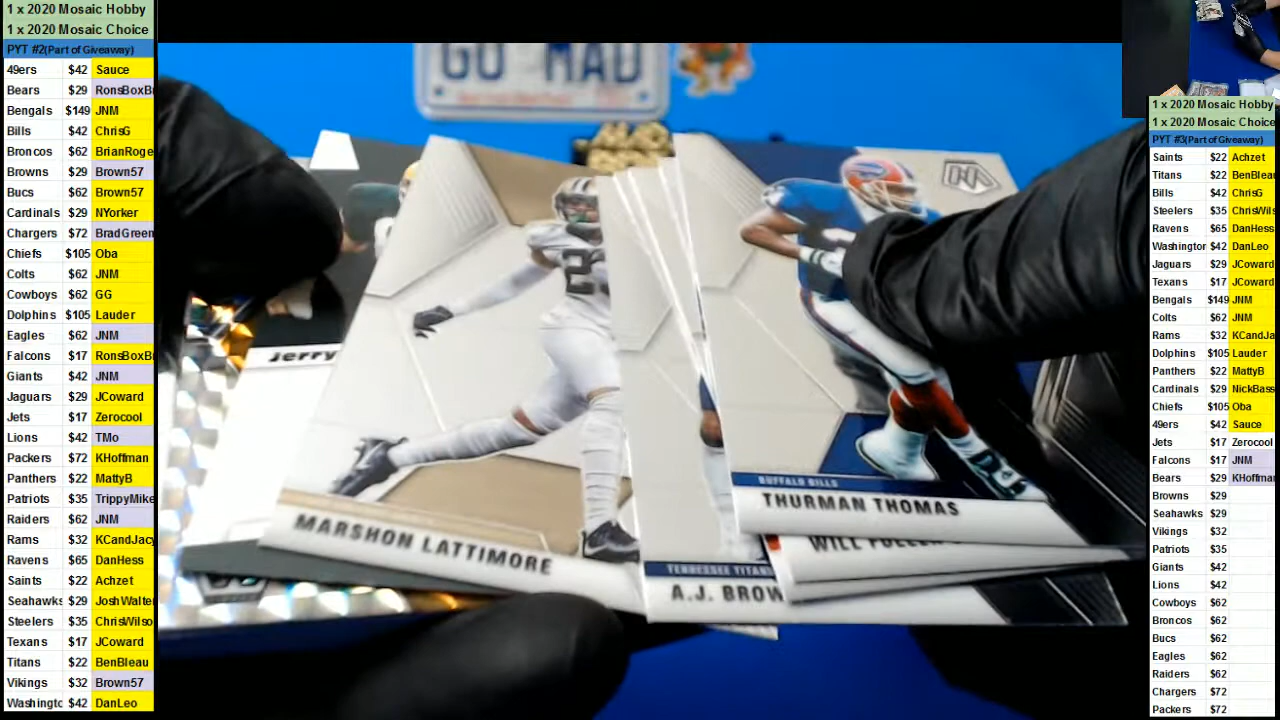 1 x 2020 Mosaic Hobby
1 x 2020 Mosaic Choice
PYT #2(Part of Giveaway)
49ers $42 Sauce
Bears $29 RonsBoxBr
Bengals $149 JNM
Bills $42 ChrisG
Broncos $62 BrianRoge
Browns $29 Brown57
Bucs $62 Brown57
Cardinals $29 NYorker
Chargers $72 BradGreen
Chiefs $105 Oba
Colts $62 JNM
Cowboys $62 GG
Dolphins $105 Lauder
Eagles $62 JNM
Falcons $17 RonsBoxBr
Giants $42 JNM
Jaguars $29 JCoward
Jets $17 Zerocool
Lions $42 TMo
Packers $72 KHoffman
Panthers $22 MattyB
Patriots $35 TrippyMike
Raiders $62 JNM
Rams $32 KCandJacy
Ravens $65 DanHess
Saints $22 Achzet
Seahawks $29 JoshWalte
Steelers $35 ChrisWilso
Texans $17 JCoward
Titans $22 BenBleau
Vikings $32 Brown57
Washingto $42 DanLeo
GO MAD
Jerry
MARSHON LATTIMORE
TENNESSEE TITANS
A.J. BROW
BUFFALO BILLS
THURMAN THOMAS
WILL FULLER
1 x 2020 Mosaic Hobby
1 x 2020 Mosaic Choice
PYT #3(Part of Giveaway)
Saints $22 Achzet
Titans $22 BenBleau
Bills $42 ChrisG
Steelers $35 ChrisWils
Ravens $65 DanHess
Washington $42 DanLeo
Jaguars $29 JCoward
Texans $17 JCoward
Bengals $149 JNM
Colts $62 JNM
Rams $32 KCandJa
Dolphins $105 Lauder
Panthers $22 MattyB
Cardinals $29 NickBass
Chiefs $105 Oba
49ers $42 Sauce
Jets $17 Zerocool
Falcons $17 JNM
Bears $29 KHoffman
Browns $29
Seahawks $29
Vikings $32
Patriots $35
Giants $42
Lions $42
Cowboys $62
Broncos $62
Bucs $62
Eagles $62
Raiders $62
Chargers $72
Packers $72